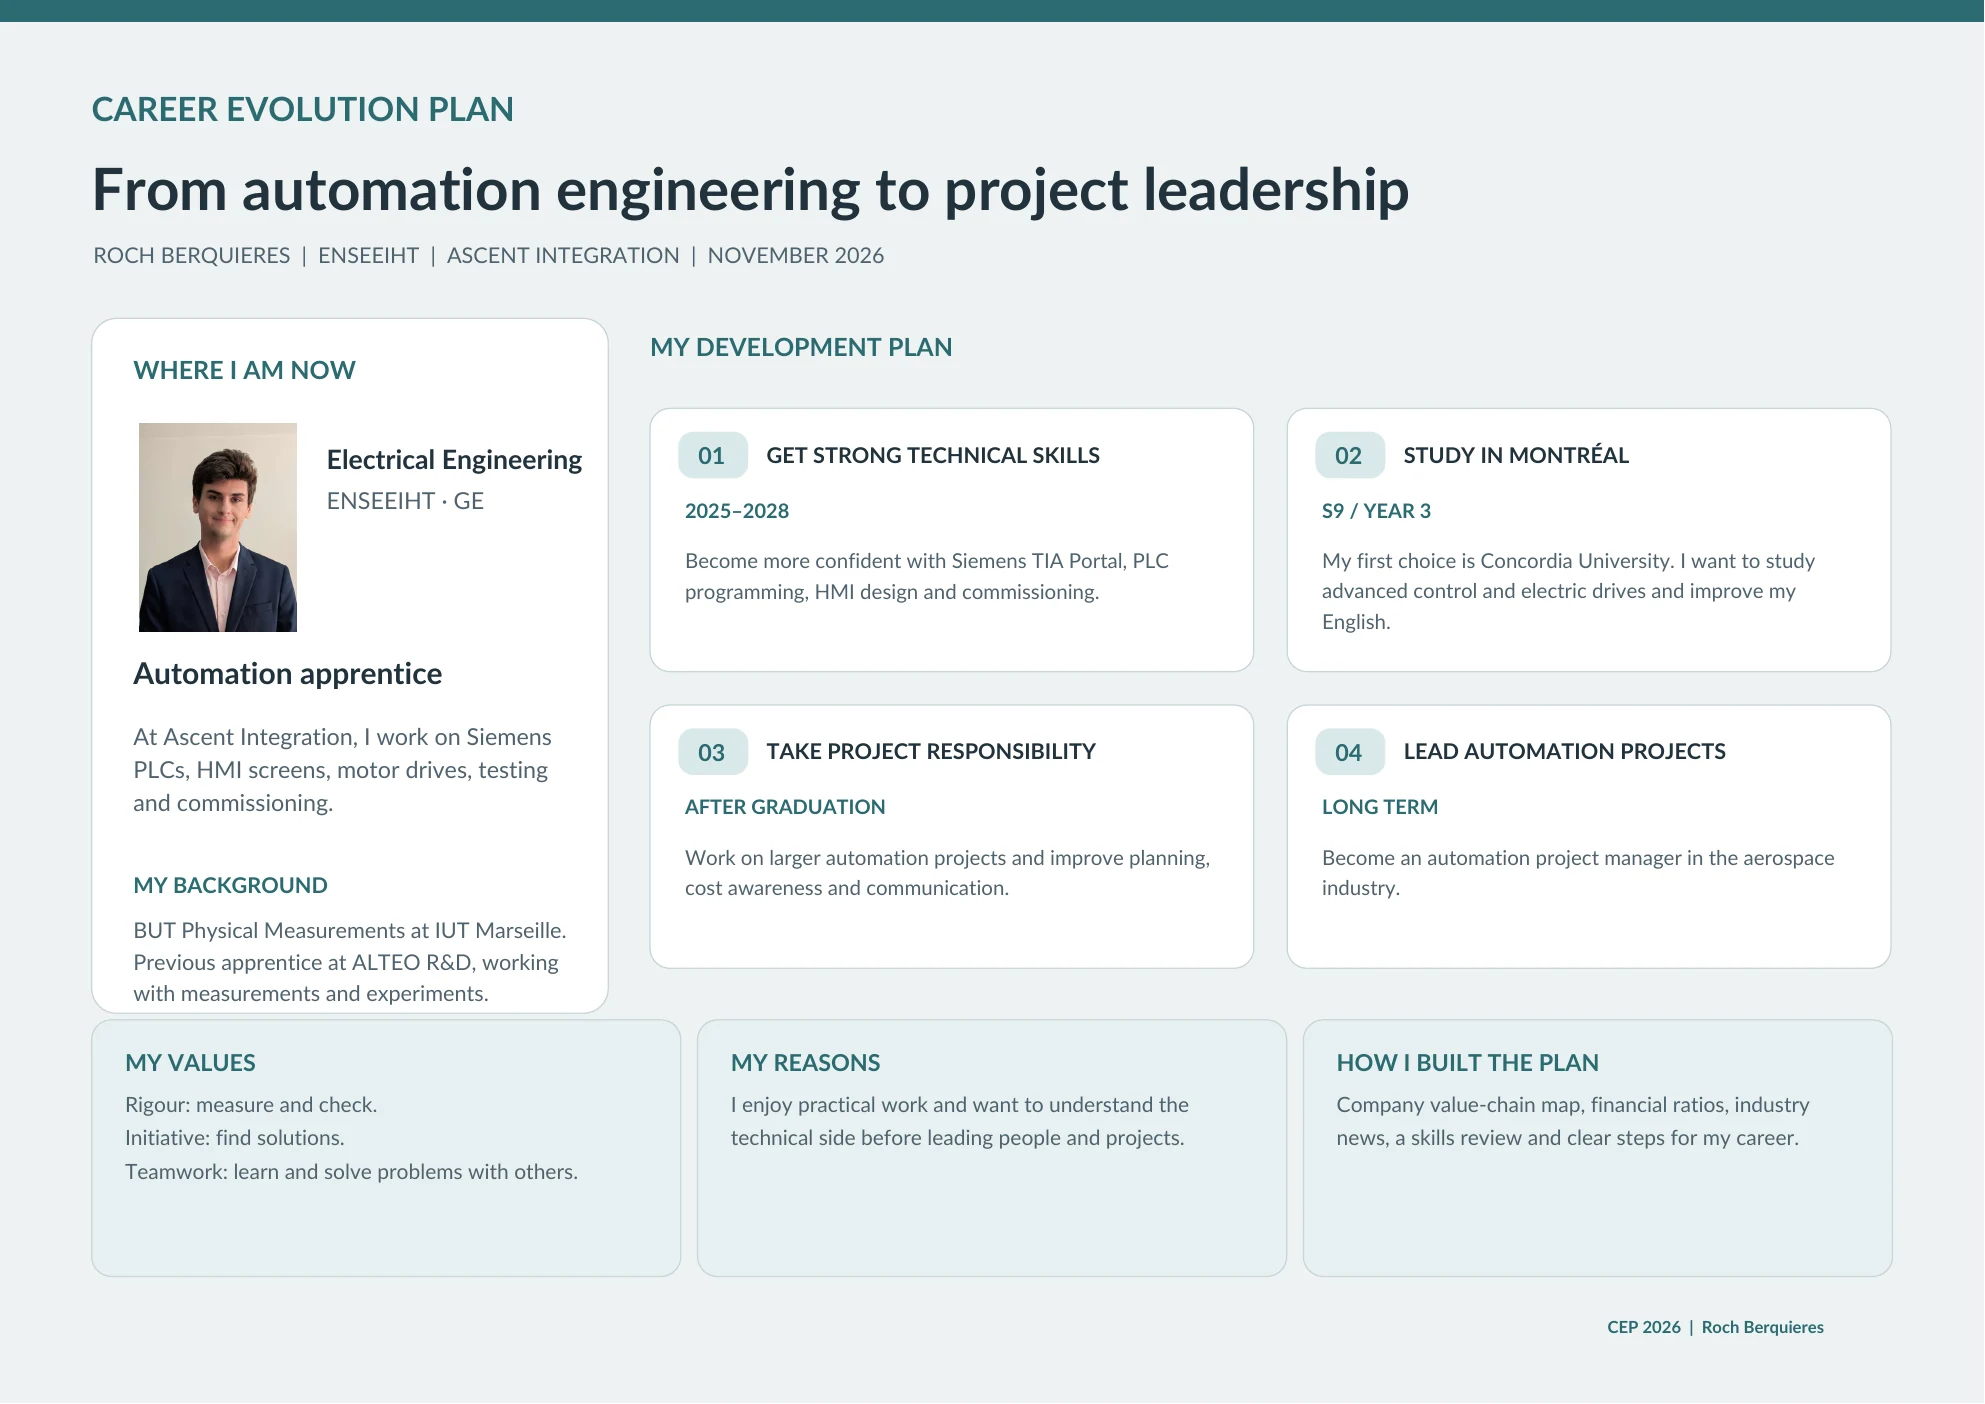 CAREER EVOLUTION PLAN
From automation engineering to project leadership
ROCH BERQUIERES | ENSEEIHT | ASCENT INTEGRATION | NOVEMBER 2026
WHERE I AM NOW
Electrical Engineering
ENSEEIHT · GE
Automation apprentice
At Ascent Integration, I work on Siemens
PLCs, HMI screens, motor drives, testing
and commissioning.
MY BACKGROUND
BUT Physical Measurements at IUT Marseille.
Previous apprentice at ALTEO R&D, working
with measurements and experiments.
MY DEVELOPMENT PLAN
01 GET STRONG TECHNICAL SKILLS
2025–2028
Become more confident with Siemens TIA Portal, PLC
programming, HMI design and commissioning.
02 STUDY IN MONTRÉAL
S9 / YEAR 3
My first choice is Concordia University. I want to study
advanced control and electric drives and improve my
English.
03 TAKE PROJECT RESPONSIBILITY
AFTER GRADUATION
Work on larger automation projects and improve planning,
cost awareness and communication.
04 LEAD AUTOMATION PROJECTS
LONG TERM
Become an automation project manager in the aerospace
industry.
MY VALUES
Rigour: measure and check.
Initiative: find solutions.
Teamwork: learn and solve problems with others.
MY REASONS
I enjoy practical work and want to understand the
technical side before leading people and projects.
HOW I BUILT THE PLAN
Company value-chain map, financial ratios, industry
news, a skills review and clear steps for my career.
CEP 2026 | Roch Berquieres